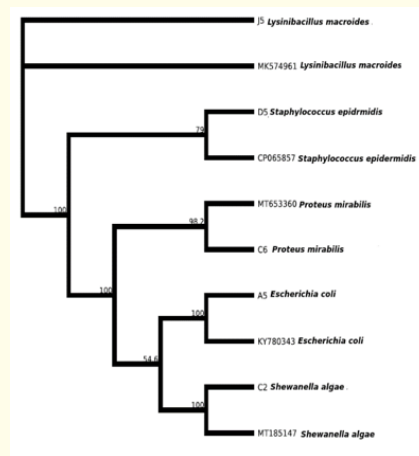 J5 Lysinibacillus macroides .
MK574961 Lysinibacillus macroides
D5 Staphylococcus epidrmidis
79
CP065857 Staphylococcus epidermidis
100
MT653360 Proteus mirabilis
98.2
C6 Proteus mirabilis
100
A5 Escherichia coli
100
KY780343 Escherichia coli
54.6
C2 Shewanella algae .
100
MT185147 Shewanella algae